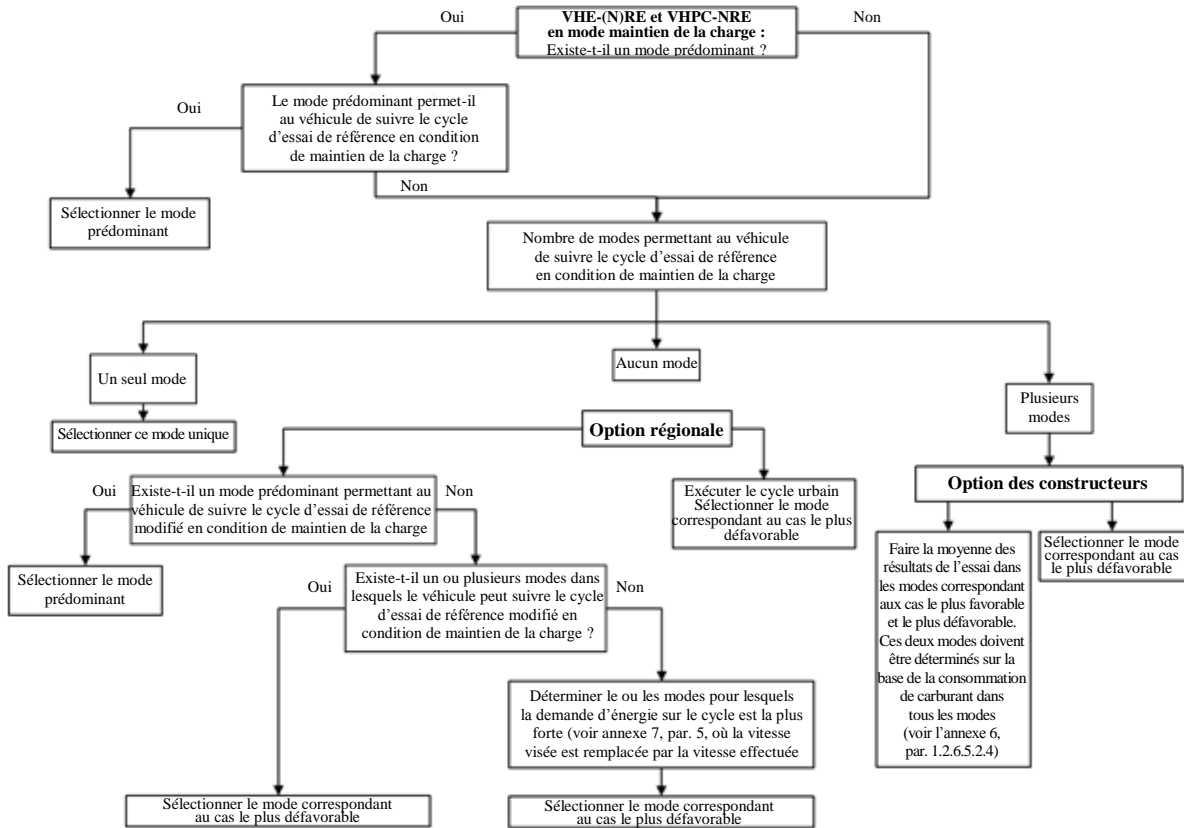 Oui
VHE-(N)RE et VHPC-NRE
en mode maintien de la charge :
Existe-t-il un mode prédominant ?
Non
Oui
Le mode prédominant permet-il
au véhicule de suivre le cycle
d’essai de référence en condition
de maintien de la charge ?
Non
Sélectionner le mode
prédominant
Nombre de modes permettant au véhicule
de suivre le cycle d’essai de référence
en condition de maintien de la charge
Un seul mode
Aucun mode
Plusieurs
modes
Sélectionner ce mode unique
Option régionale
Option des constructeurs
Oui
Existe-t-il un mode prédominant permettant au
véhicule de suivre le cycle d’essai de référence
modifié en condition de maintien de la charge
Non
Exécuter le cycle urbain
Sélectionner le mode
correspondant au cas le plus
défavorable
Faire la moyenne des
résultats de l’essai dans
les modes correspondant
aux cas le plus favorable
et le plus défavorable.
Ces deux modes doivent
être déterminés sur la
base de la consommation
de carburant dans
tous les modes
(voir l’annexe 6,
par. 1.2.6.5.2.4)
Sélectionner le mode
correspondant au cas
le plus défavorable
Sélectionner le mode
prédominant
Oui
Existe-t-il un ou plusieurs modes dans
lesquels le véhicule peut suivre le cycle
d’essai de référence modifié en
condition de maintien de la charge ?
Non
Déterminer le ou les modes pour lesquels
la demande d’énergie sur le cycle est la plus
forte (voir annexe 7, par. 5, où la vitesse
visée est remplacée par la vitesse effectuée
Sélectionner le mode correspondant
au cas le plus défavorable
Sélectionner le mode correspondant
au cas le plus défavorable